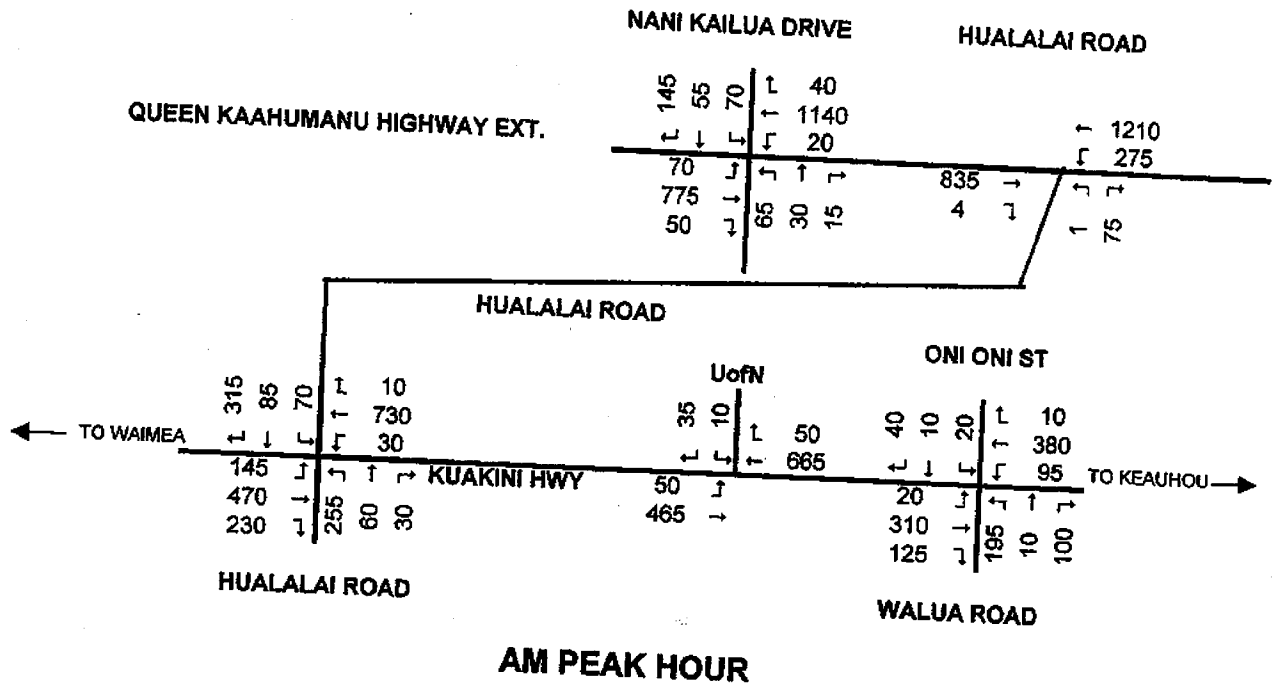 NANI KAILUA DRIVE
HUALALAI ROAD
QUEEN KAAHUMANU HIGHWAY EXT.
145 55 70
40
1140
20
70
775
50
65 30 15
1210
275
835
4
1 75
HUALALAI ROAD
ONI ONI ST
UofN
315 85 70
10
730
30
TO WAIMEA
145
470
230
255 60 30
KUAKINI HWY
35 10
50
665
50
465
40 10 20
10
380
95
TO KEAUHOU
20
310
125
195 10 100
HUALALAI ROAD
WALUA ROAD
AM PEAK HOUR